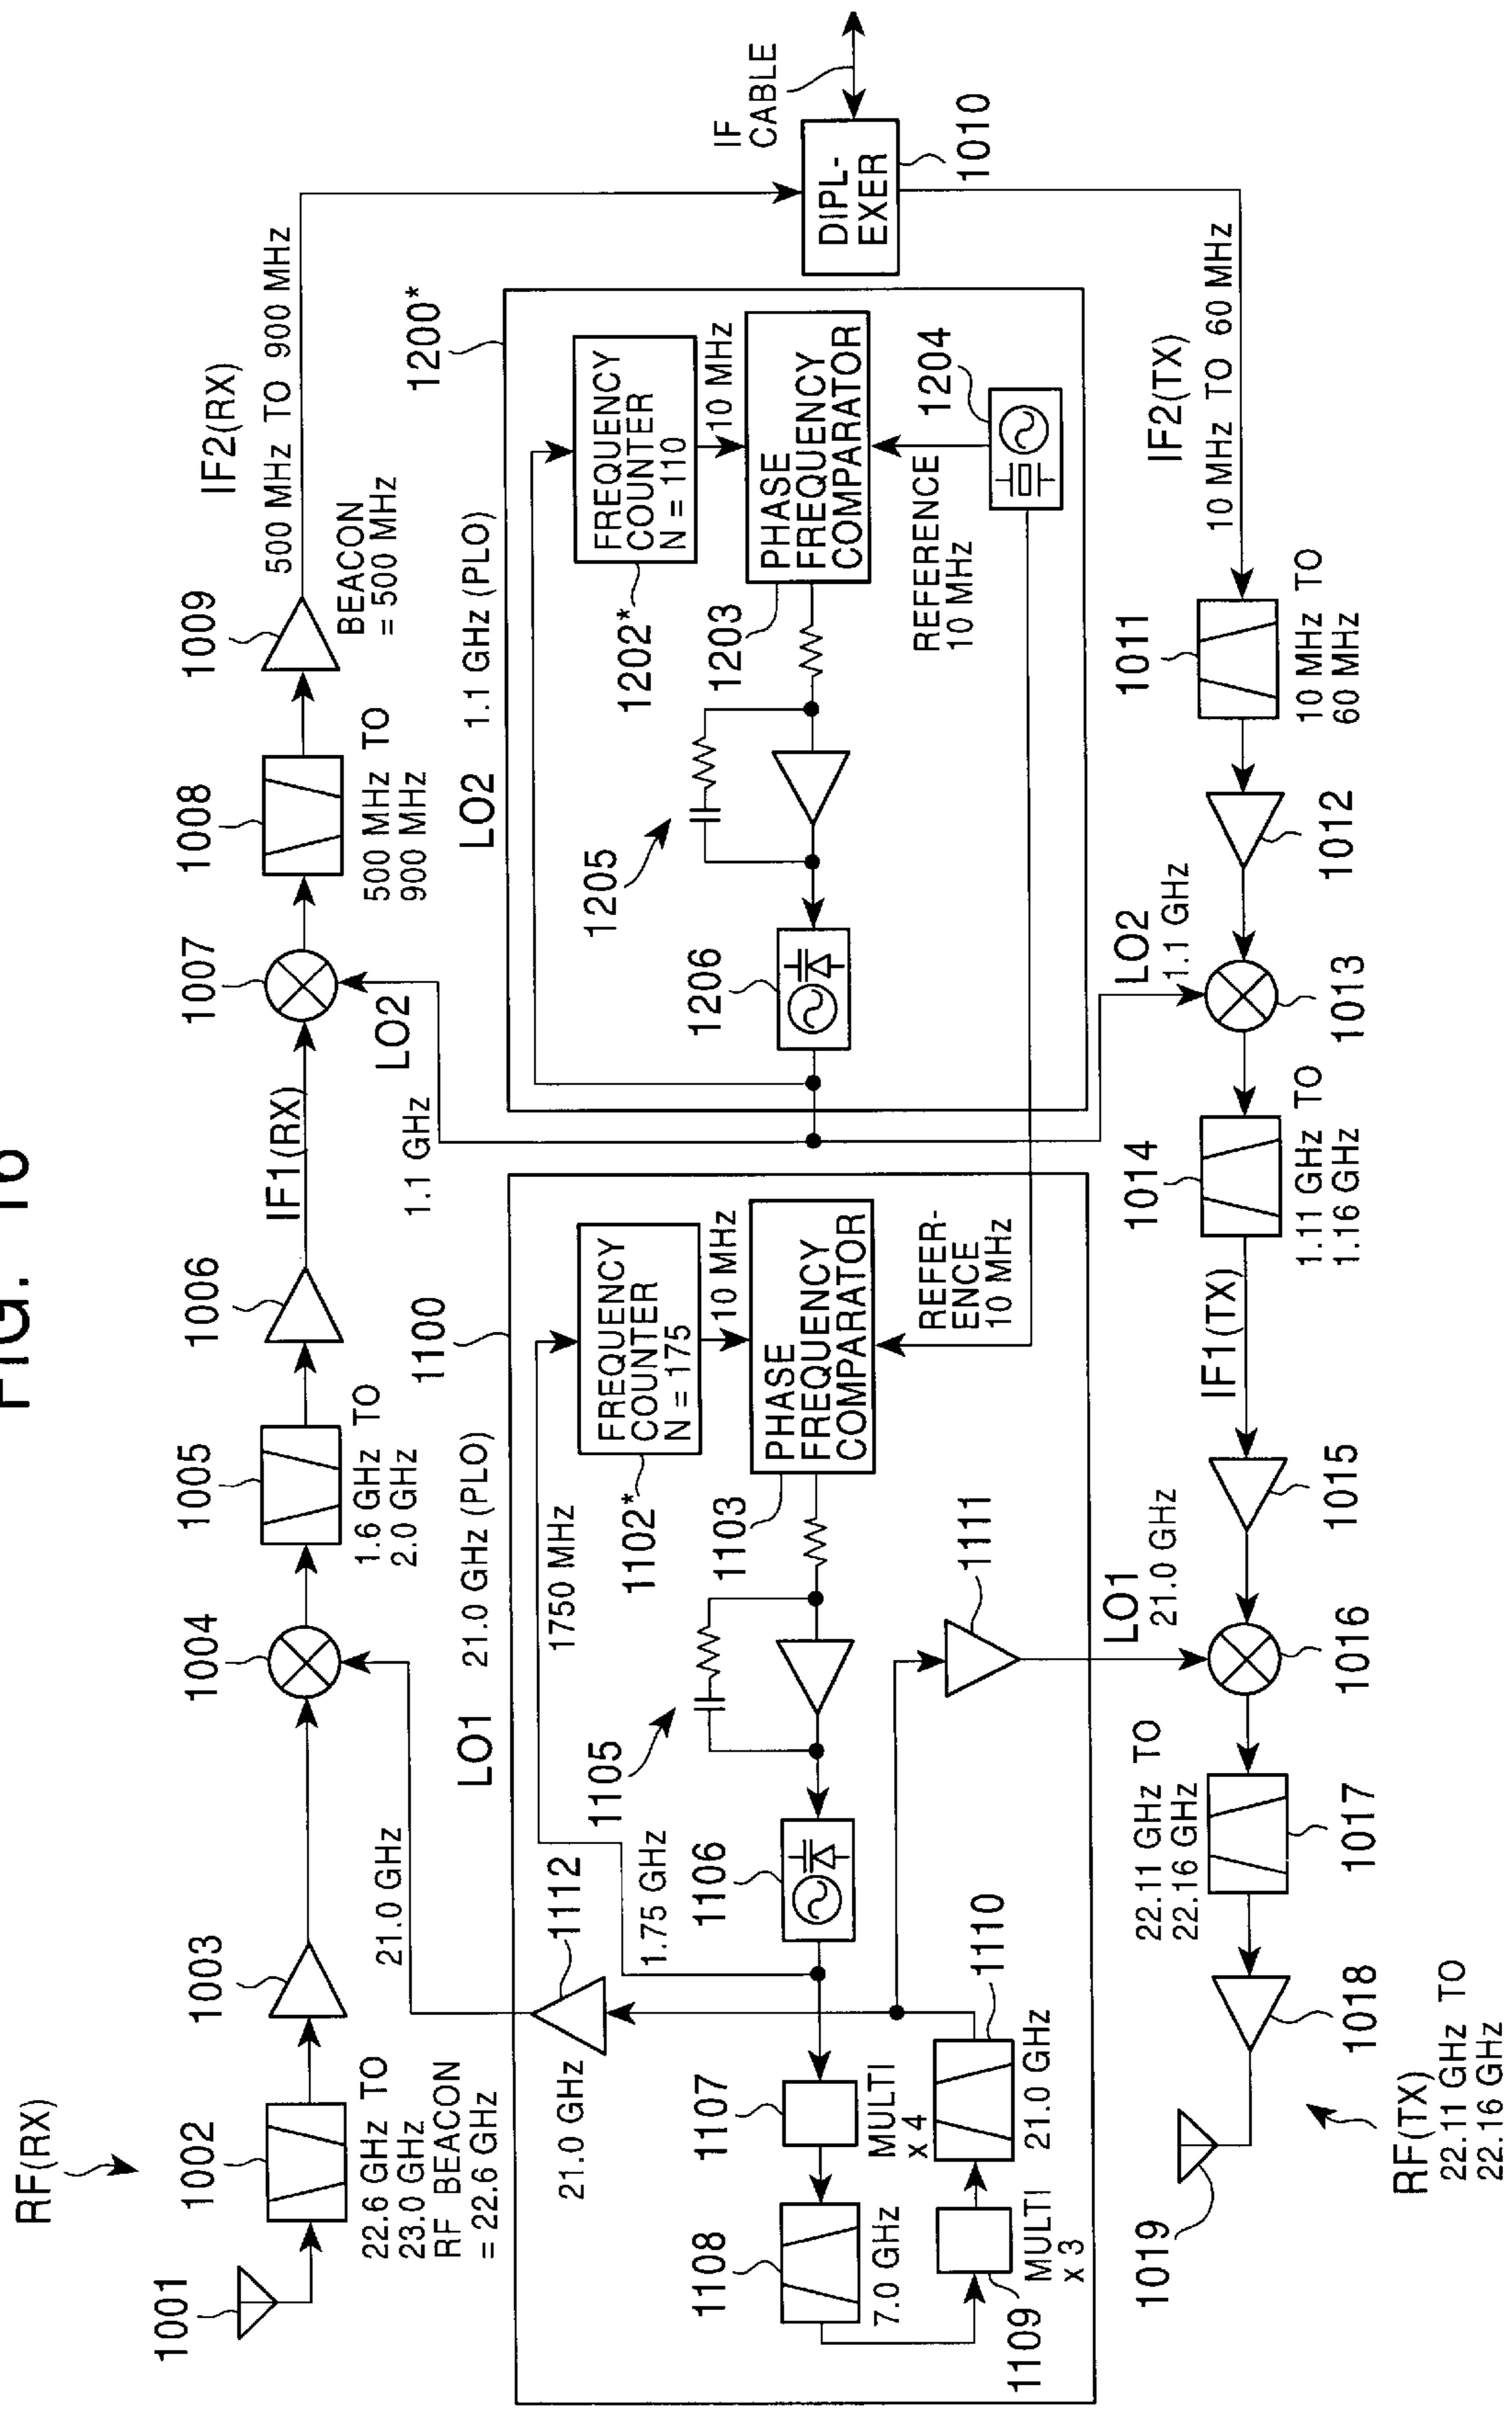 FIG. 16
RF(RX)
1001
1002
22.6 GHz TO
23.0 GHz
RF BEACON
= 22.6 GHz
1003
1004
21.0 GHz
1005
1.6 GHz TO
2.0 GHz
1006
IF1(RX)
1007
LO2
1.1 GHz
1008
500 MHz TO
900 MHz
1009
BEACON
= 500 MHz
IF2(RX)
500 MHz TO 900 MHz
IF
CABLE
DIPL-
EXER
1010
LO1
21.0 GHz (PLO)
1100
1750 MHz
FREQUENCY
COUNTER
N = 175
1102*
10 MHz
PHASE
FREQUENCY
COMPARATOR
1103
REFER-
ENCE
10 MHz
1105
1106
1.75 GHz
1112
21.0 GHz
1107
MULTI
x 4
1108
7.0 GHz
1109
MULTI
x 3
1110
21.0 GHz
1111
LO2
1.1 GHz (PLO)
1200*
FREQUENCY
COUNTER
N = 110
1202*
10 MHz
PHASE
FREQUENCY
COMPARATOR
1203
REFERENCE
10 MHz
1204
1205
1206
IF2(TX)
10 MHz TO 60 MHz
1011
10 MHz TO
60 MHz
1012
LO2
1.1 GHz
1013
1014
1.11 GHz TO
1.16 GHz
IF1(TX)
1015
LO1
21.0 GHz
1016
22.11 GHz TO
22.16 GHz
1017
1018
1019
RF(TX)
22.11 GHz TO
22.16 GHz